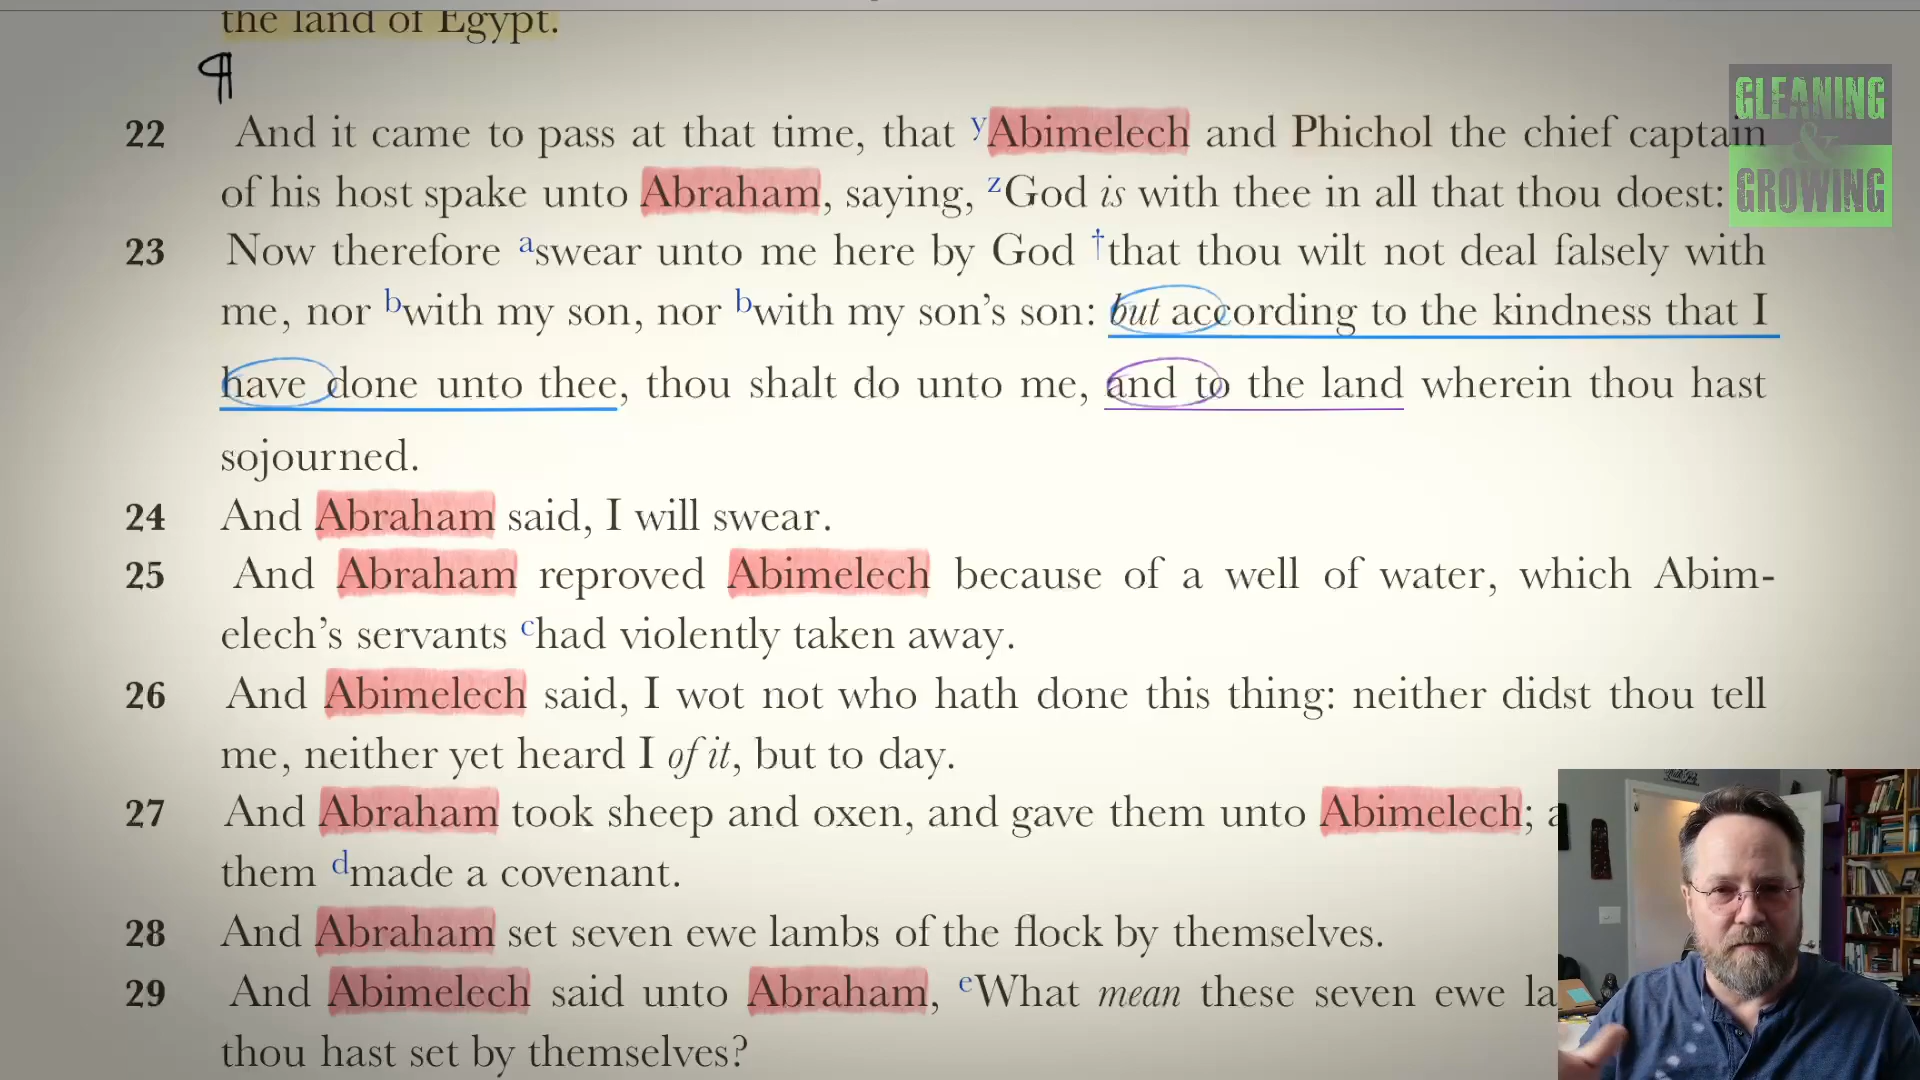 the land of Egypt.
¶
22 And it came to pass at that time, that yAbimelech and Phichol the chief captain
of his host spake unto Abraham, saying, zGod is with thee in all that thou doest:
23 Now therefore aswear unto me here by God †that thou wilt not deal falsely with
me, nor bwith my son, nor bwith my son’s son: but according to the kindness that I
have done unto thee, thou shalt do unto me, and to the land wherein thou hast
sojourned.
24 And Abraham said, I will swear.
25 And Abraham reproved Abimelech because of a well of water, which Abim-
elech’s servants chad violently taken away.
26 And Abimelech said, I wot not who hath done this thing: neither didst thou tell
me, neither yet heard I of it, but to day.
27 And Abraham took sheep and oxen, and gave them unto Abimelech; a
them dmade a covenant.
28 And Abraham set seven ewe lambs of the flock by themselves.
29 And Abimelech said unto Abraham, eWhat mean these seven ewe la
thou hast set by themselves?
GLEANING
&
GROWING